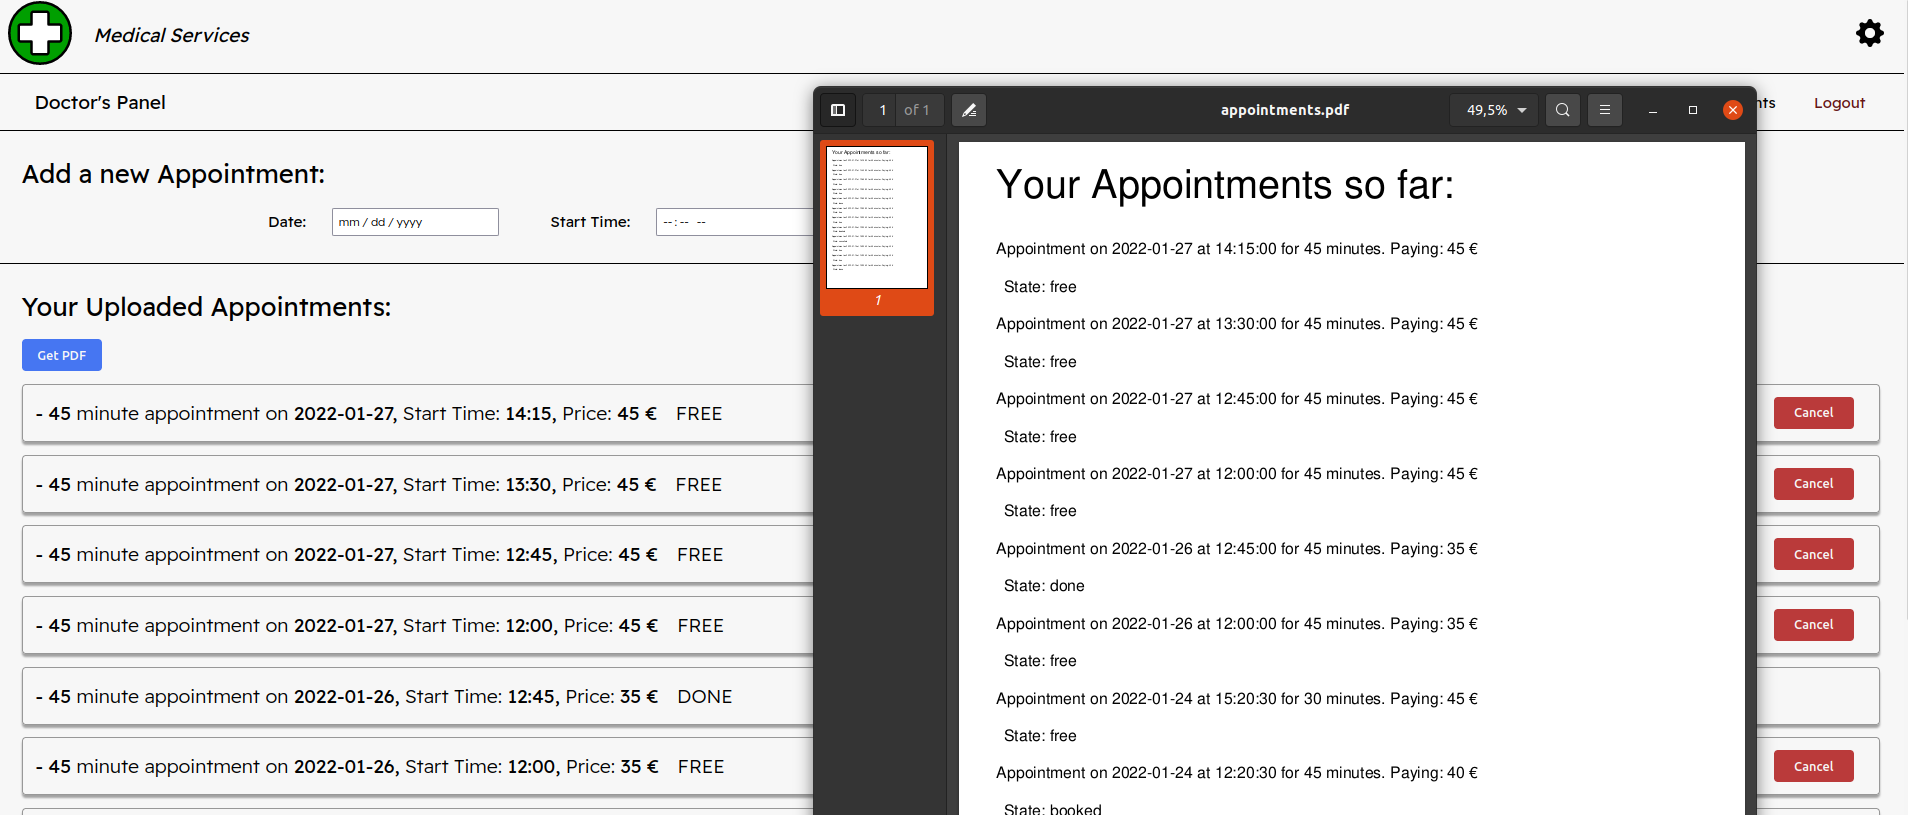 Medical Services
Doctor's Panel
Logout
Add a new Appointment:
Date:
mm / dd / yyyy
Start Time:
-- : -- --
Your Uploaded Appointments:
Get PDF
- 45 minute appointment on 2022-01-27, Start Time: 14:15, Price: 45 € FREE
Cancel
- 45 minute appointment on 2022-01-27, Start Time: 13:30, Price: 45 € FREE
Cancel
- 45 minute appointment on 2022-01-27, Start Time: 12:45, Price: 45 € FREE
Cancel
- 45 minute appointment on 2022-01-27, Start Time: 12:00, Price: 45 € FREE
Cancel
- 45 minute appointment on 2022-01-26, Start Time: 12:45, Price: 35 € DONE
- 45 minute appointment on 2022-01-26, Start Time: 12:00, Price: 35 € FREE
Cancel
1 of 1
appointments.pdf
49,5%
Your Appointments so far:
1
Your Appointments so far:
Appointment on 2022-01-27 at 14:15:00 for 45 minutes. Paying: 45 €
State: free
Appointment on 2022-01-27 at 13:30:00 for 45 minutes. Paying: 45 €
State: free
Appointment on 2022-01-27 at 12:45:00 for 45 minutes. Paying: 45 €
State: free
Appointment on 2022-01-27 at 12:00:00 for 45 minutes. Paying: 45 €
State: free
Appointment on 2022-01-26 at 12:45:00 for 45 minutes. Paying: 35 €
State: done
Appointment on 2022-01-26 at 12:00:00 for 45 minutes. Paying: 35 €
State: free
Appointment on 2022-01-24 at 15:20:30 for 30 minutes. Paying: 45 €
State: free
Appointment on 2022-01-24 at 12:20:30 for 45 minutes. Paying: 40 €
State: booked